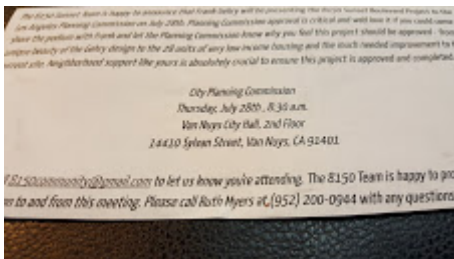 The 8150 Sunset Team is happy to announce that Frank Gehry will be presenting the 8150 Sunset Boulevard Project to the
Los Angeles Planning Commission on July 28th. Planning Commission approval is critical and we'd love it if you could
the podium with Frank and let the Planning Commission know why you feel this project should be approved - from
unique beauty of the Gehry design to the 28 units of very low income housing and the much needed improvement to
current site. Neighborhood support like yours is absolutely crucial to ensure this project is approved and completed.
City Planning Commission
Thursday, July 28th, 8:30 a.m.
Van Nuys City Hall, 2nd Floor
14410 Sylvan Street, Van Nuys, CA 91401
8150community@gmail.com to let us know you're attending. The 8150 Team is happy to
to and from this meeting. Please call Ruth Myers at (952) 200-0944 with any questions